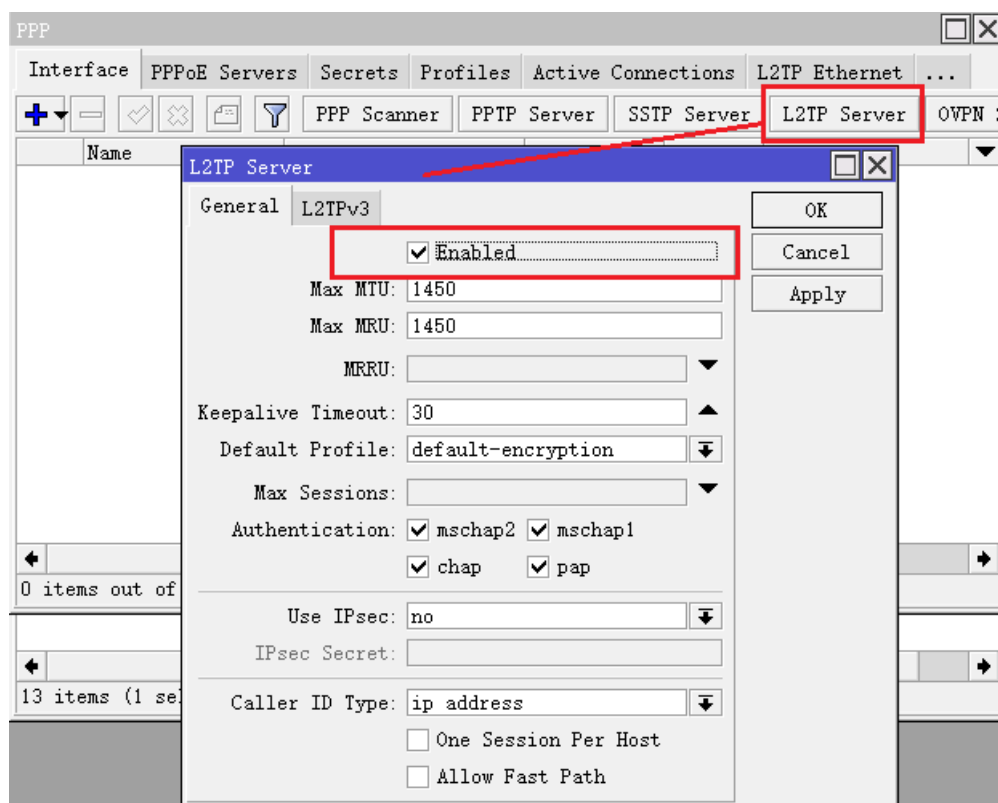 PPP
Interface PPPoE Servers Secrets Profiles Active Connections L2TP Ethernet ...
PPP Scanner PPTP Server SSTP Server L2TP Server OVPN
Name
L2TP Server
General L2TPv3
OK
Enabled
Cancel
Max MTU: 1450
Apply
Max MRU: 1450
MRRU:
Keepalive Timeout: 30
Default Profile: default-encryption
Max Sessions:
Authentication: mschap2 mschap1
chap pap
0 items out of
Use IPsec: no
IPsec Secret:
13 items (1 sel
Caller ID Type: ip address
One Session Per Host
Allow Fast Path